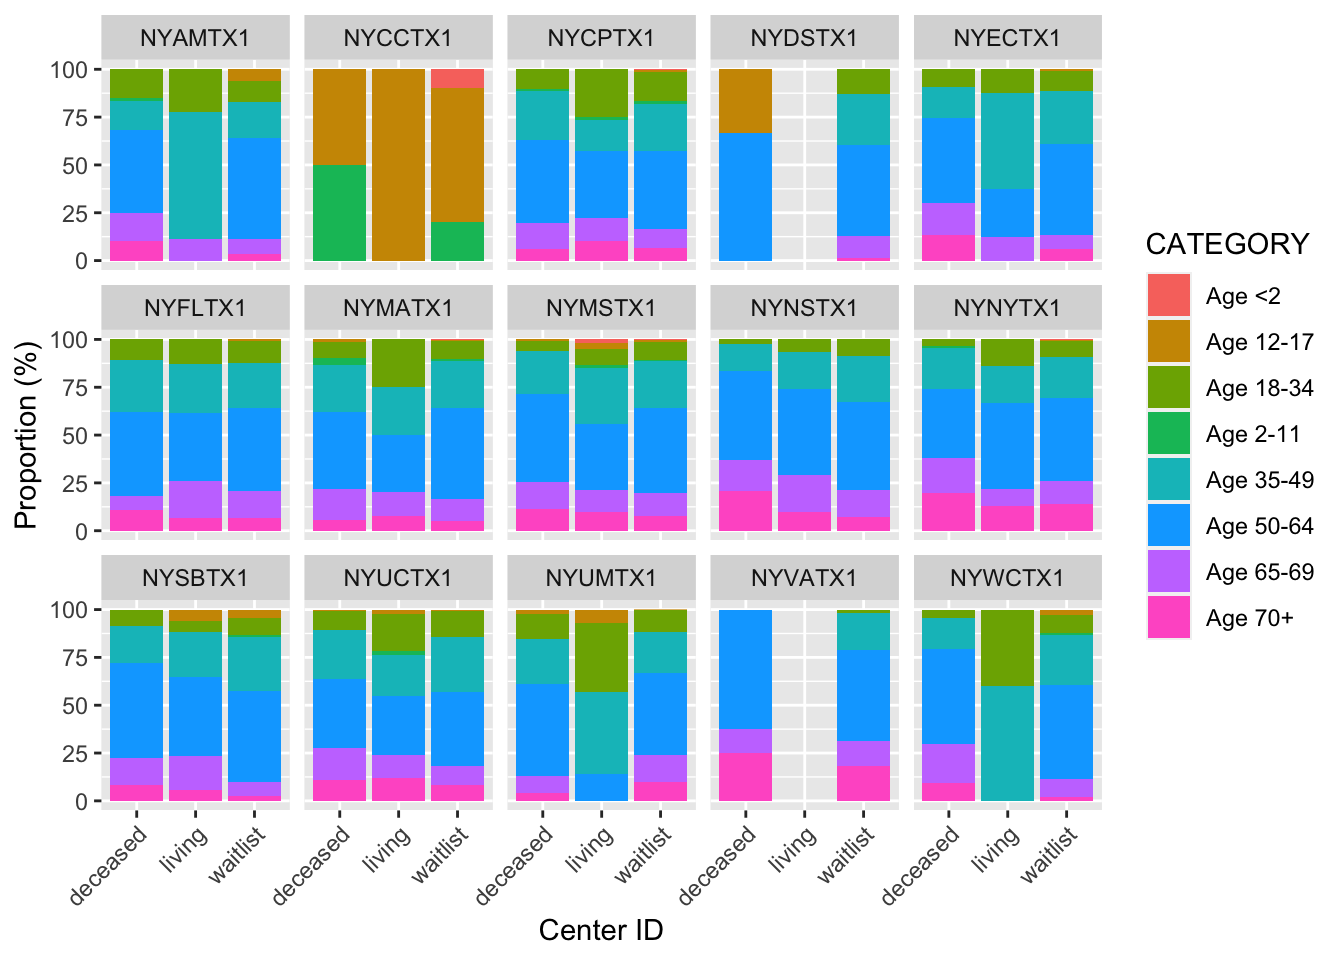 NYAMTX1 NYCCTX1 NYCPTX1 NYDSTX1 NYECTX1
100
75
50
25
0
NYFLTX1 NYMATX1 NYMSTX1 NYNSTX1 NYNYTX1
100
75
50
25
0
NYSBTX1 NYUCTX1 NYUMTX1 NYVATX1 NYWCTX1
100
75
50
25
0
deceased living waitlist deceased living waitlist deceased living waitlist deceased living waitlist deceased living waitlist
Center ID
Proportion (%)
CATEGORY
Age <2
Age 12-17
Age 18-34
Age 2-11
Age 35-49
Age 50-64
Age 65-69
Age 70+